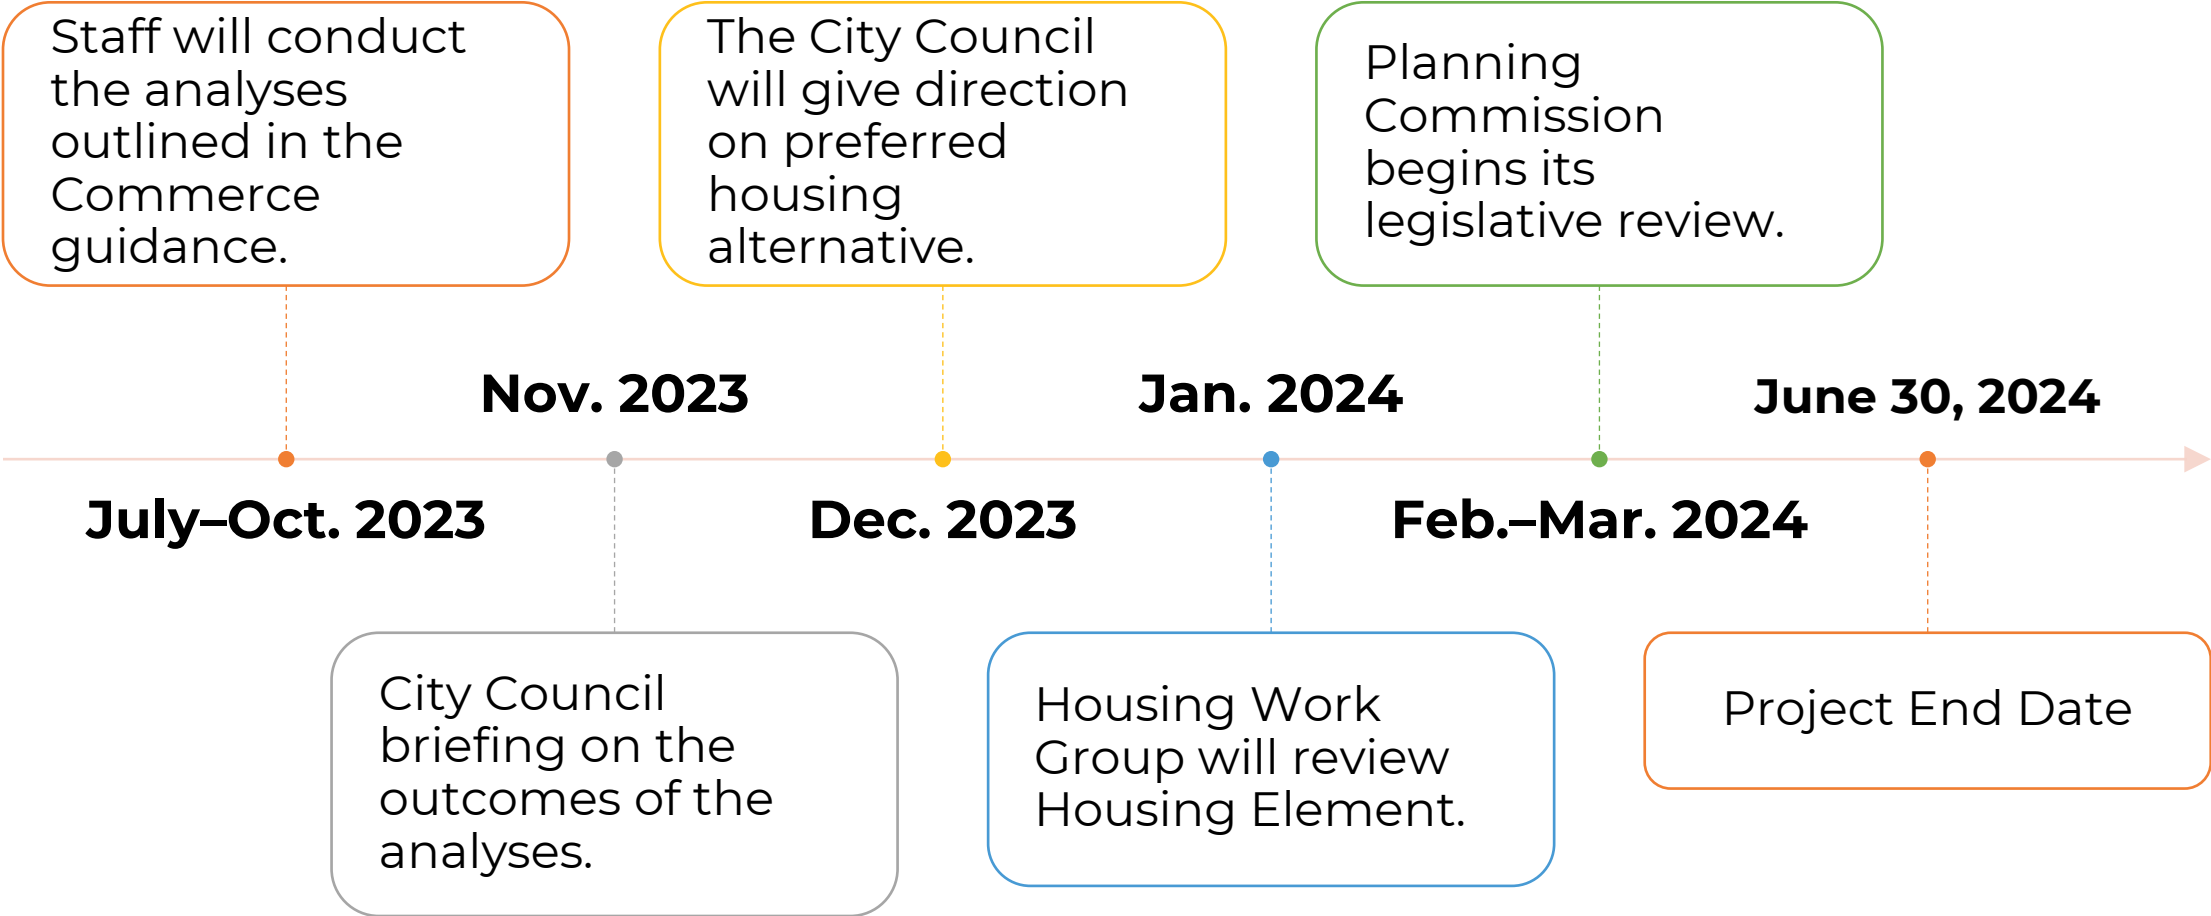 Staff will conduct
the analyses
outlined in the
Commerce
guidance.
The City Council
will give direction
on preferred
housing
alternative.
Planning
Commission
begins its
legislative review.
Nov. 2023
Jan. 2024
June 30, 2024
July–Oct. 2023
Dec. 2023
Feb.–Mar. 2024
City Council
briefing on the
outcomes of the
analyses.
Housing Work
Group will review
Housing Element.
Project End Date